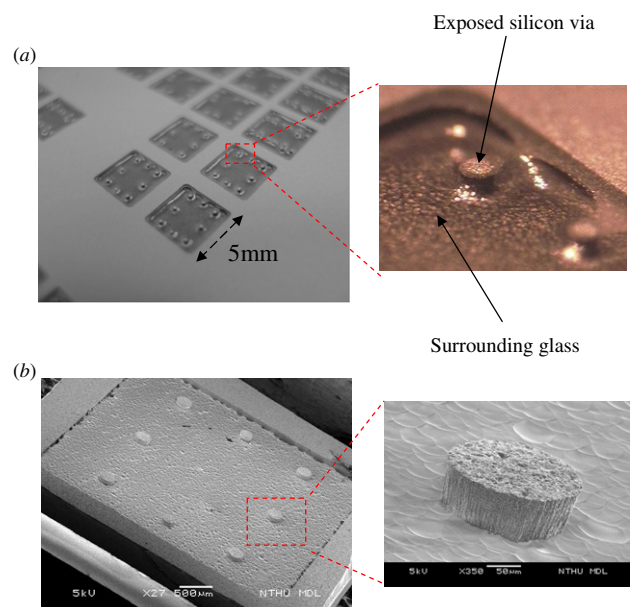 Exposed silicon via
(a)
5mm
Surrounding glass
(b)
5kV X27 500μm NTHU MDL
5kV X350 50μm NTHU MDL